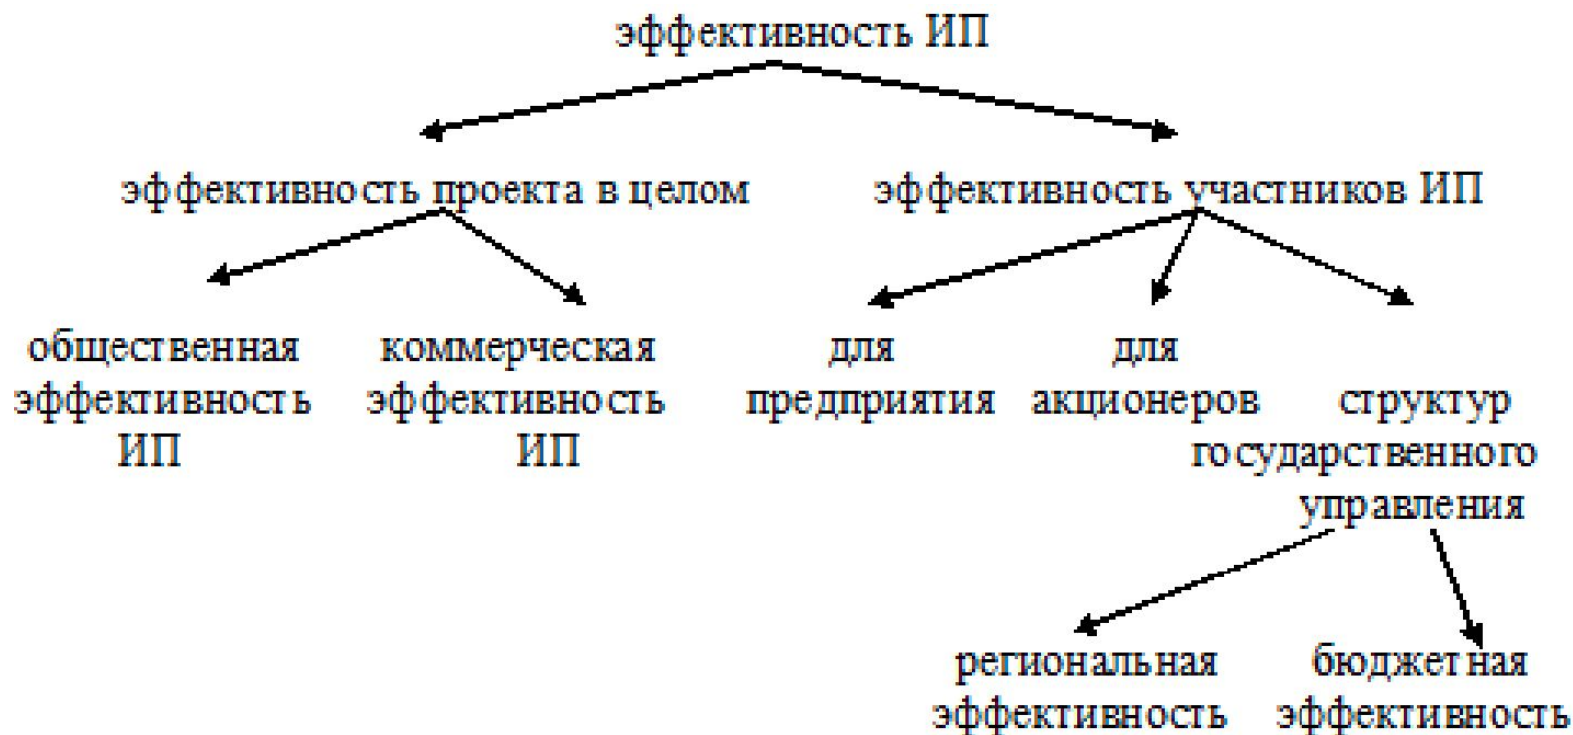 эффективность ИП
эффективность проекта в целом
эффективность участников ИП
общественная
эффективность
ИП
коммерческая
эффективность
ИП
для
предприятия
для
акционеров
структур
государственного
управления
региональная
эффективность
бюджетная
эффективность